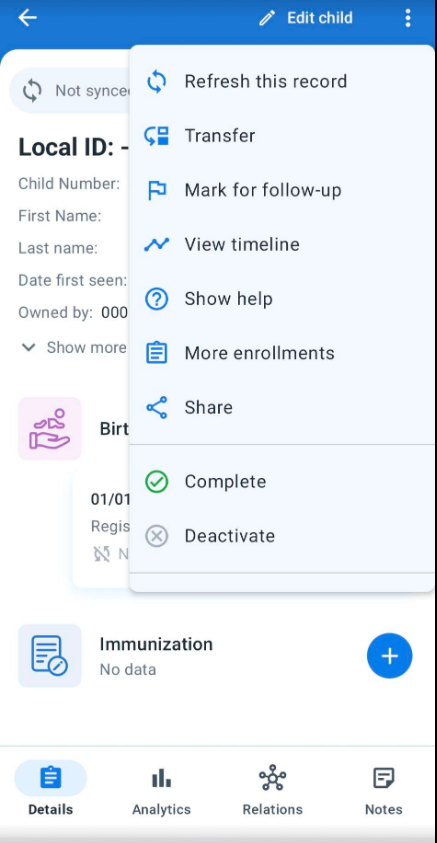 Edit child
Not synced
Refresh this record
Transfer
Local ID: -
Child Number:
Mark for follow-up
First Name:
Last name:
View timeline
Date first seen:
Show help
Owned by: 000
Show more
More enrollments
Share
Birt
Complete
01/01
Regis
Deactivate
N
Immunization
No data
Details
Analytics
Relations
Notes